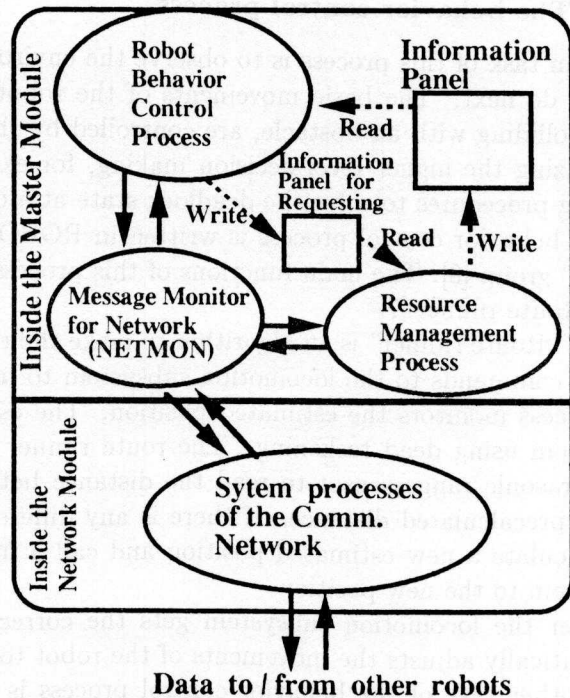 Robot
Behavior
Control
Process
Information
Panel
Read
Information
Panel for
Requesting
Write
Read
Write
Message Monitor
for Network
(NETMON)
Resource
Management
Process
Inside the Master Module
Sytem processes
of the Comm.
Network
Inside the
Network Module
Data to / from other robots